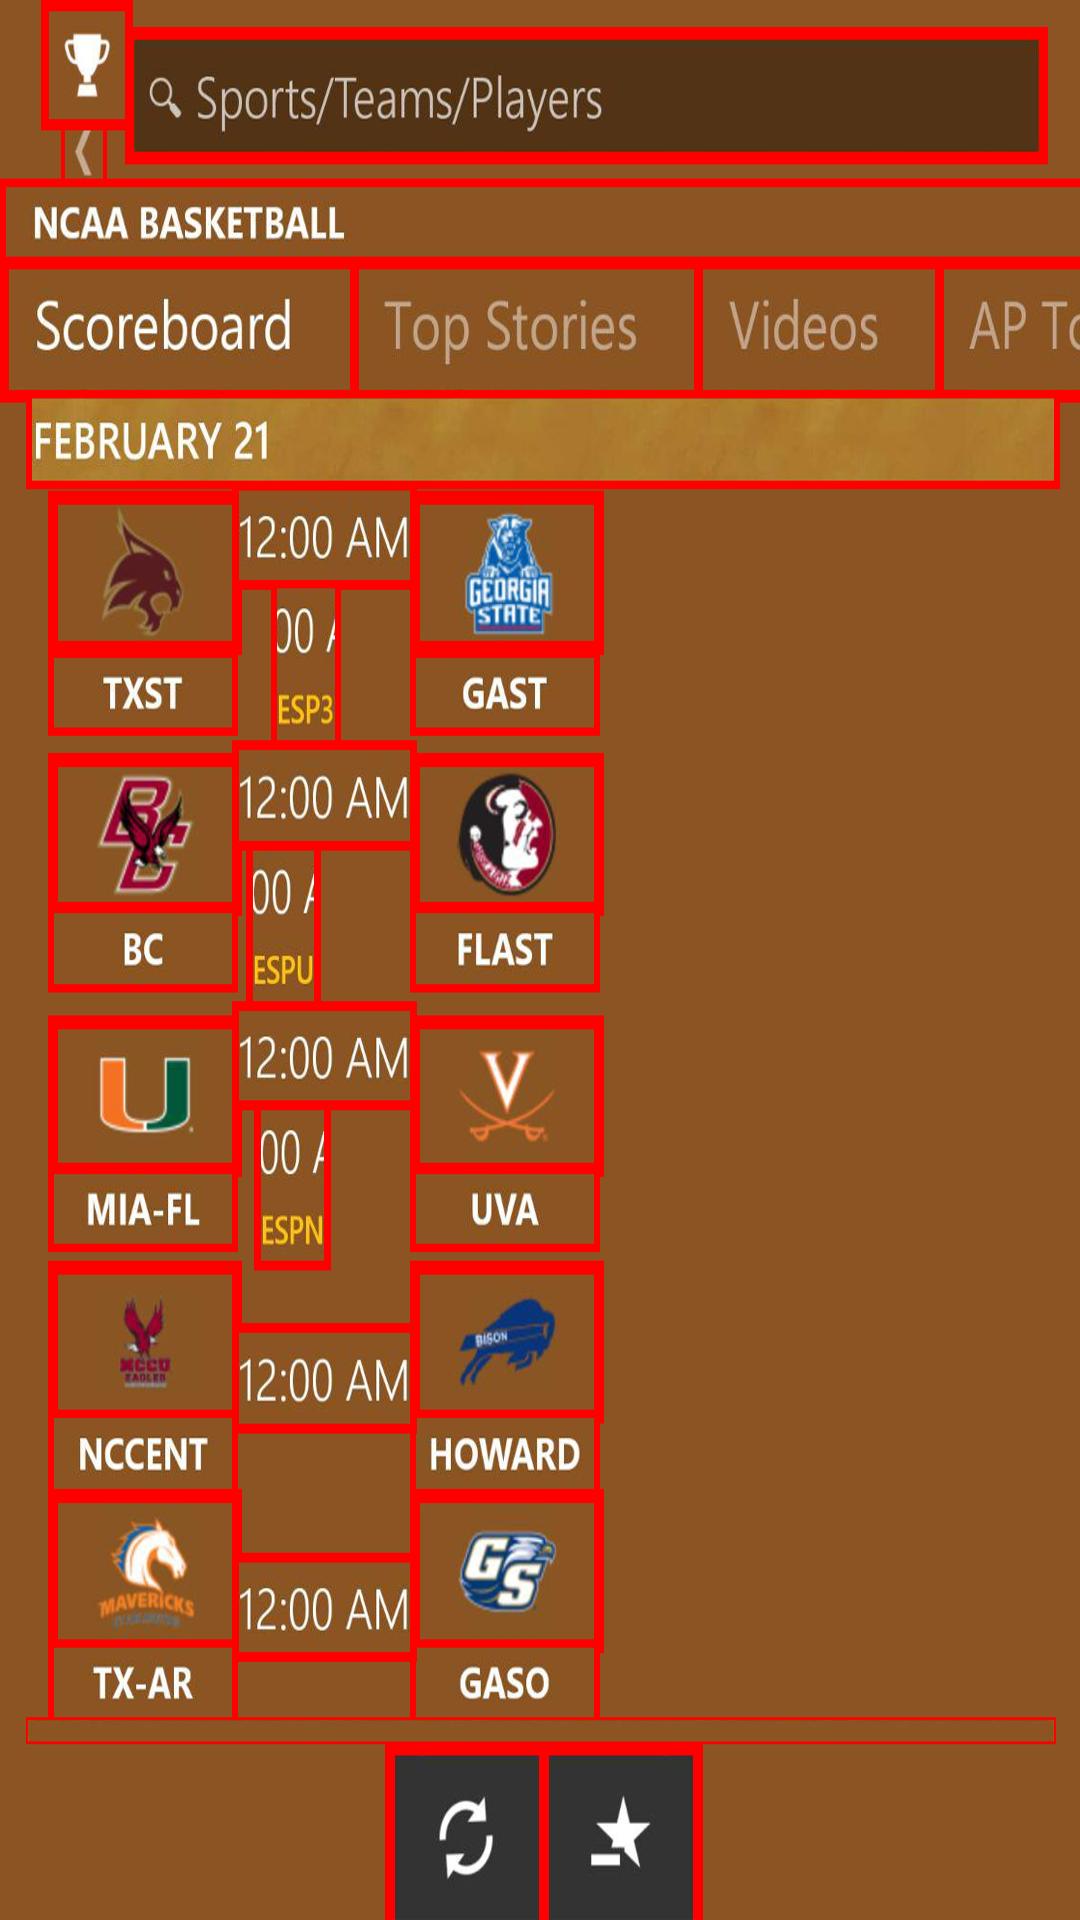 Sports/Teams/Players
NCAA BASKETBALL
Scoreboard Top Stories Videos AP
FEBRUARY 21
12:00 AM
GEORGIA
STATE
00
TXST GAST
ESP3
BC
12:00 AM
00
BC FLAST
ESPU
U
12:00 AM
V
00
MIA-FL UVA
ESPN
NCCU
EAGLES
BISON
12:00 AM
NCCENT HOWARD
MAVERICKS
GS
12:00 AM
TX-AR GASO